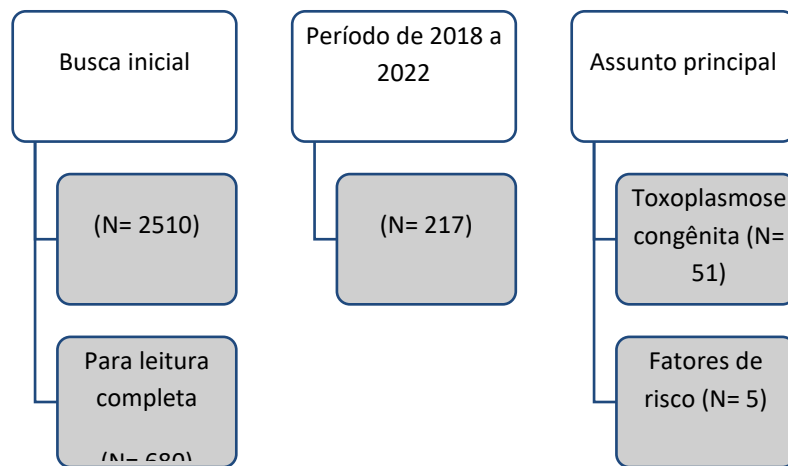 Busca inicial
(N= 2510)
Para leitura
completa
(N= 680)
Período de 2018 a
2022
(N= 217)
Assunto principal
Toxoplasmose
congênita (N=
51)
Fatores de
risco (N= 5)